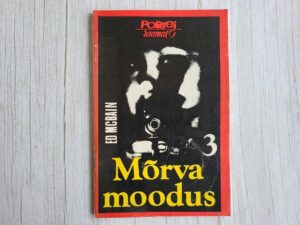 Politsei
raamat
ED MCBAIN
3
Mõrva
moodus